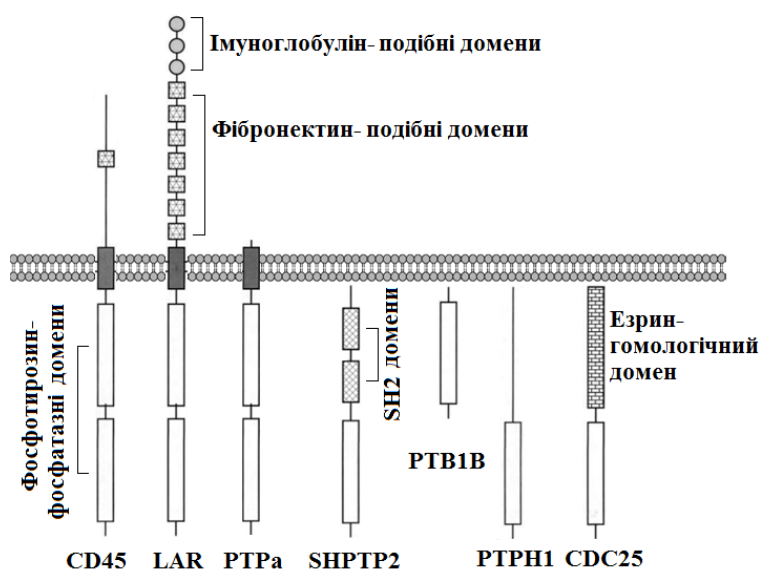 Імуноглобулін- подібні домени
Фібронектин- подібні домени
Фосфотирозин-
фосфатазні домени
SH2 домени
Езрин-
гомологічний
домен
PTB1B
CD45 LAR PTPa SHPTP2 PTPH1 CDC25